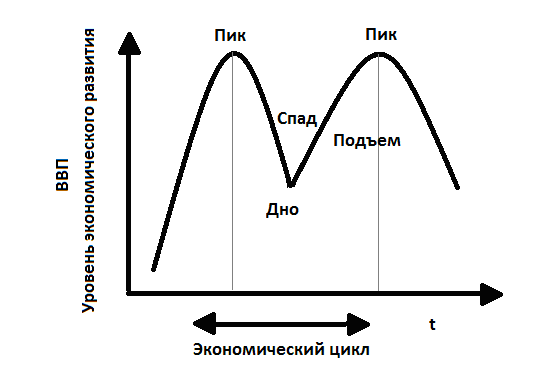 Пик
Пик
Спад
Подъем
Дно
ВВП
Уровень экономического развития
t
Экономический цикл